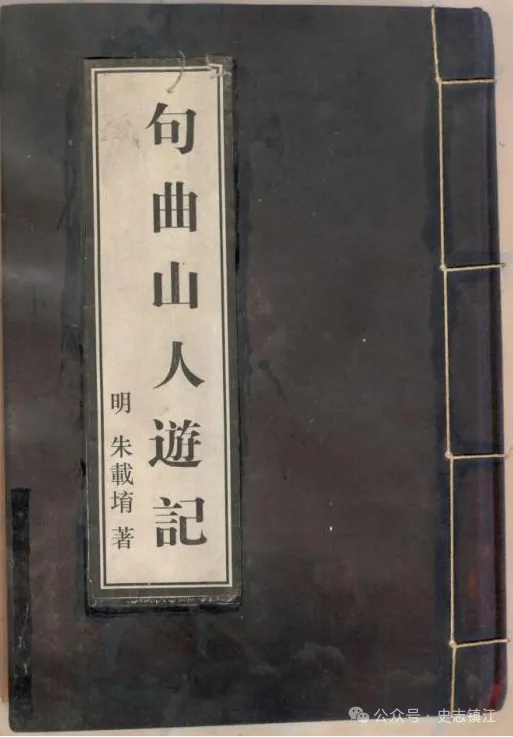 句曲山人遊記
明 朱載堉 著
公众号·史志镇江